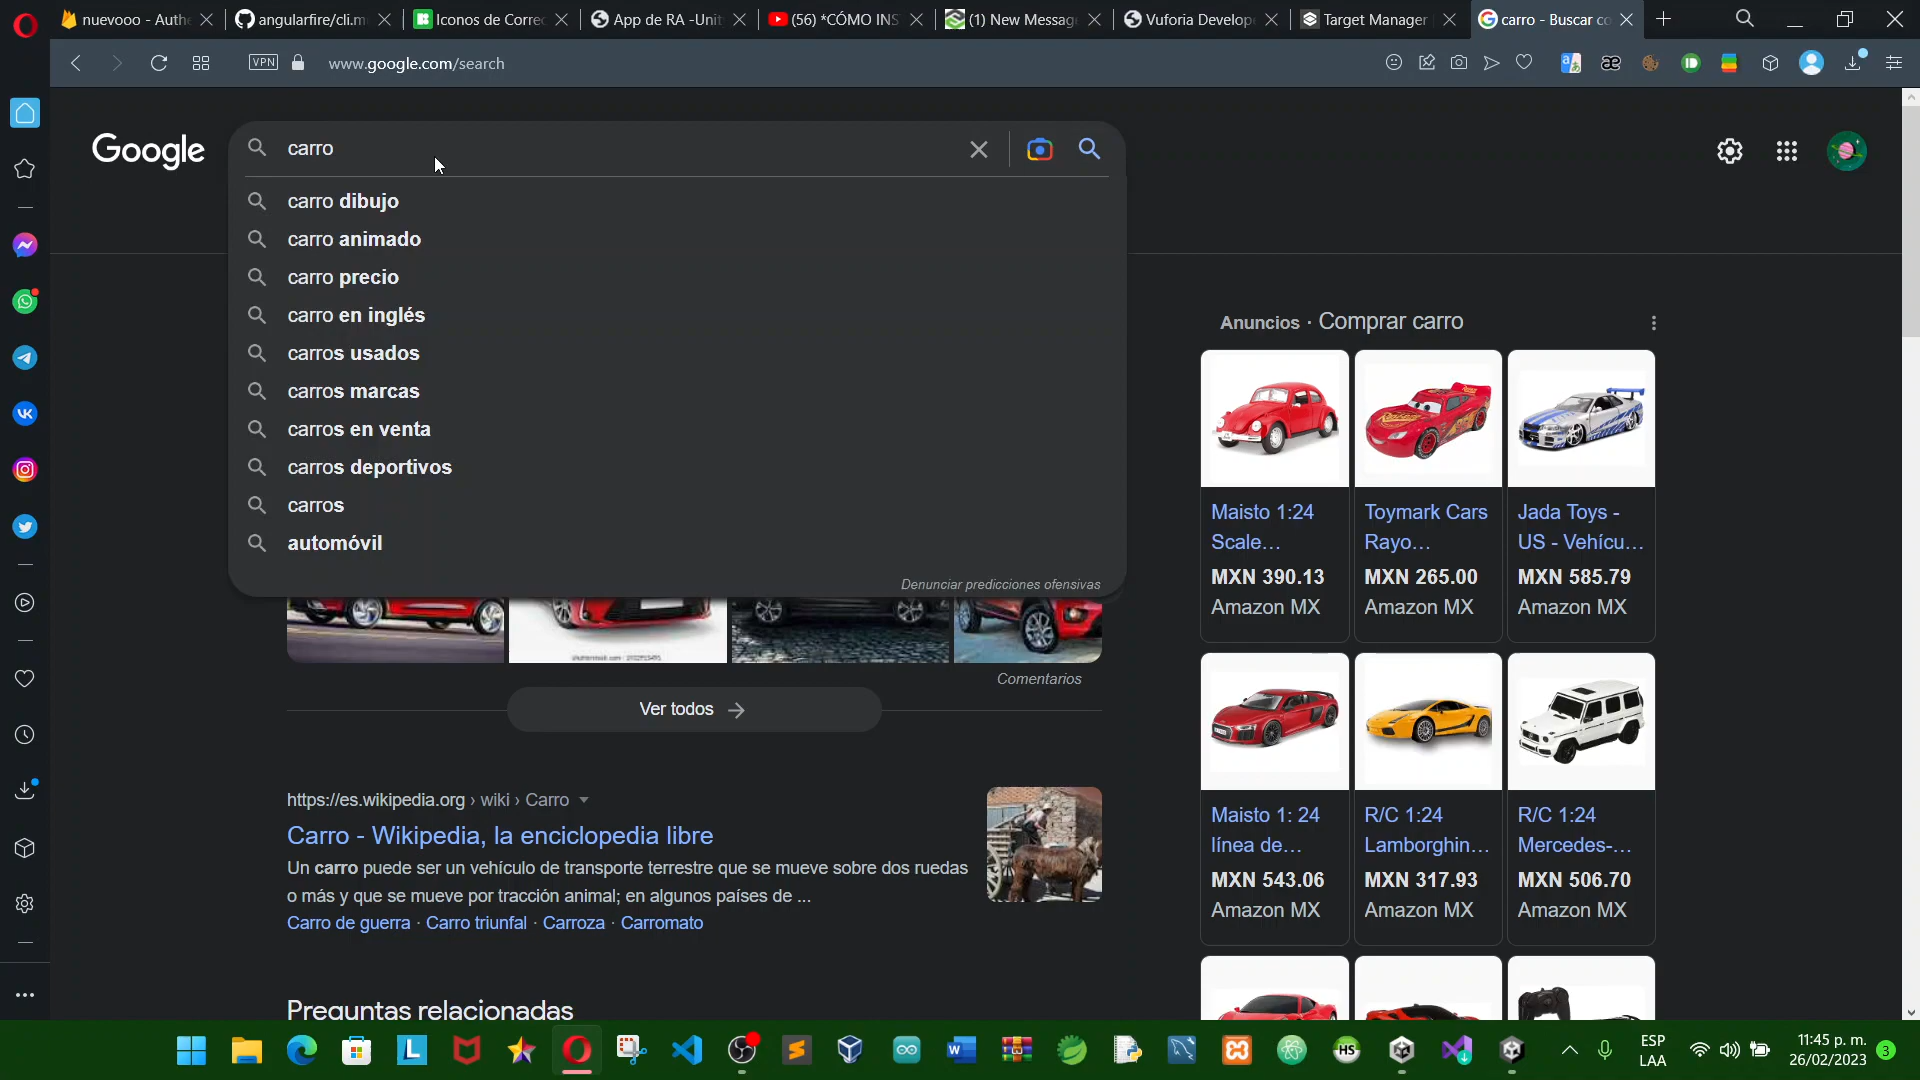 nuevooo - Authe
angularfire/cli.m
Iconos de Correo
App de RA -Unit
(56) *CÓMO INS
(1) New Messag
Vuforia Develop
Target Manager
carro - Buscar co
VPN
www.google.com/search
Google
carro
carro dibujo
carro animado
carro precio
carro en inglés
carros usados
carros marcas
carros en venta
carros deportivos
carros
automóvil
Denunciar predicciones ofensivas
Comentarios
Ver todos
https://es.wikipedia.org › wiki › Carro
Carro - Wikipedia, la enciclopedia libre
Un carro puede ser un vehículo de transporte terrestre que se mueve sobre dos ruedas
o más y que se mueve por tracción animal; en algunos países de ...
Carro de guerra · Carro triunfal · Carroza · Carromato
Preguntas relacionadas
Anuncios · Comprar carro
Maisto 1:24
Scale...
MXN 390.13
Amazon MX
Toymark Cars
Rayo...
MXN 265.00
Amazon MX
Jada Toys -
US - Vehícu...
MXN 585.79
Amazon MX
Maisto 1: 24
línea de...
MXN 543.06
Amazon MX
R/C 1:24
Lamborghin...
MXN 317.93
Amazon MX
R/C 1:24
Mercedes-...
MXN 506.70
Amazon MX
ESP
LAA
11:45 p. m.
26/02/2023
3